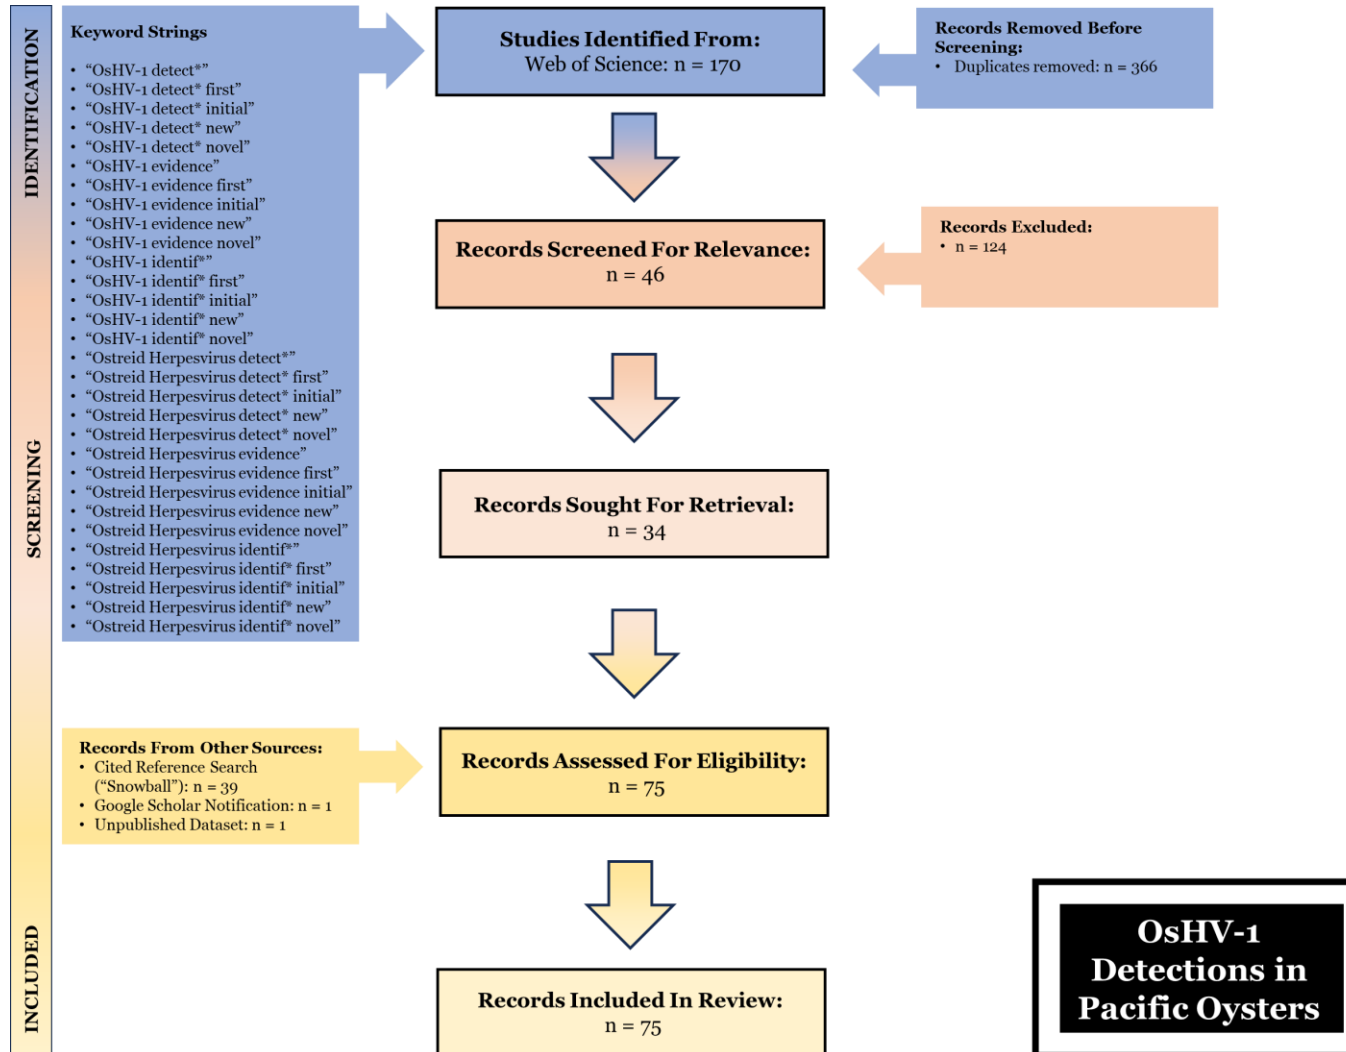 IDENTIFICATION
SCREENING
INCLUDED
Keyword Strings
• “OsHV-1 detect*”
• “OsHV-1 detect* first”
• “OsHV-1 detect* initial”
• “OsHV-1 detect* new”
• “OsHV-1 detect* novel”
• “OsHV-1 evidence”
• “OsHV-1 evidence first”
• “OsHV-1 evidence initial”
• “OsHV-1 evidence new”
• “OsHV-1 evidence novel”
• “OsHV-1 identif*”
• “OsHV-1 identif* first”
• “OsHV-1 identif* initial”
• “OsHV-1 identif* new”
• “OsHV-1 identif* novel”
• “Ostreid Herpesvirus detect*”
• “Ostreid Herpesvirus detect* first”
• “Ostreid Herpesvirus detect* initial”
• “Ostreid Herpesvirus detect* new”
• “Ostreid Herpesvirus detect* novel”
• “Ostreid Herpesvirus evidence”
• “Ostreid Herpesvirus evidence first”
• “Ostreid Herpesvirus evidence initial”
• “Ostreid Herpesvirus evidence new”
• “Ostreid Herpesvirus evidence novel”
• “Ostreid Herpesvirus identif*”
• “Ostreid Herpesvirus identif* first”
• “Ostreid Herpesvirus identif* initial”
• “Ostreid Herpesvirus identif* new”
• “Ostreid Herpesvirus identif* novel”
Studies Identified From:
Web of Science: n = 170
Records Removed Before
Screening:
• Duplicates removed: n = 366
Records Screened For Relevance:
n = 46
Records Excluded:
• n = 124
Records Sought For Retrieval:
n = 34
Records From Other Sources:
• Cited Reference Search
(“Snowball”): n = 39
• Google Scholar Notification: n = 1
• Unpublished Dataset: n = 1
Records Assessed For Eligibility:
n = 75
Records Included In Review:
n = 75
OsHV-1
Detections in
Pacific Oysters